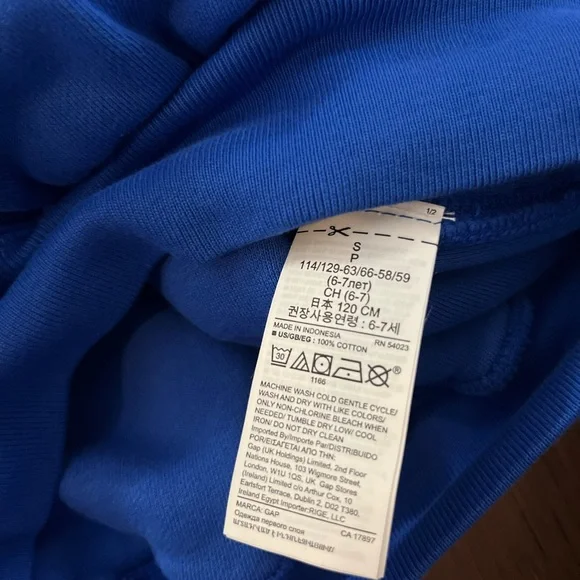 1/2
S
P
114/129-63/66-58/59
(6-7лет)
CH (6-7)
日本 120 CM
권장사용연령 : 6-7세
MADE IN INDONESIA RN 54023
■ US/GB/EG : 100% COTTON
30 ®
1166
MACHINE WASH COLD GENTLE CYCLE/
WASH AND DRY WITH LIKE COLORS/
ONLY NON-CHLORINE BLEACH WHEN
NEEDED/ TUMBLE DRY LOW/ COOL
IRON/ DO NOT DRY CLEAN
Imported By/Importe Par/DISTRIBUIDO
POR/ΕΙΣΑΓΕΤΑΙ ΑΠΟ ΤΗΝ:
Gap (UK Holdings) Limited, 2nd Floor
Nations House, 103 Wigmore Street,
London, W1U 1QS, UK Gap Stores
(Ireland) Limited c/o Arthur Cox, 10
Earlsfort Terrace, Dublin 2, D02 T380,
Ireland Egypt Importer:RIGE, LLC
MARCA: GAP CA 17897
Одежда первого слоя